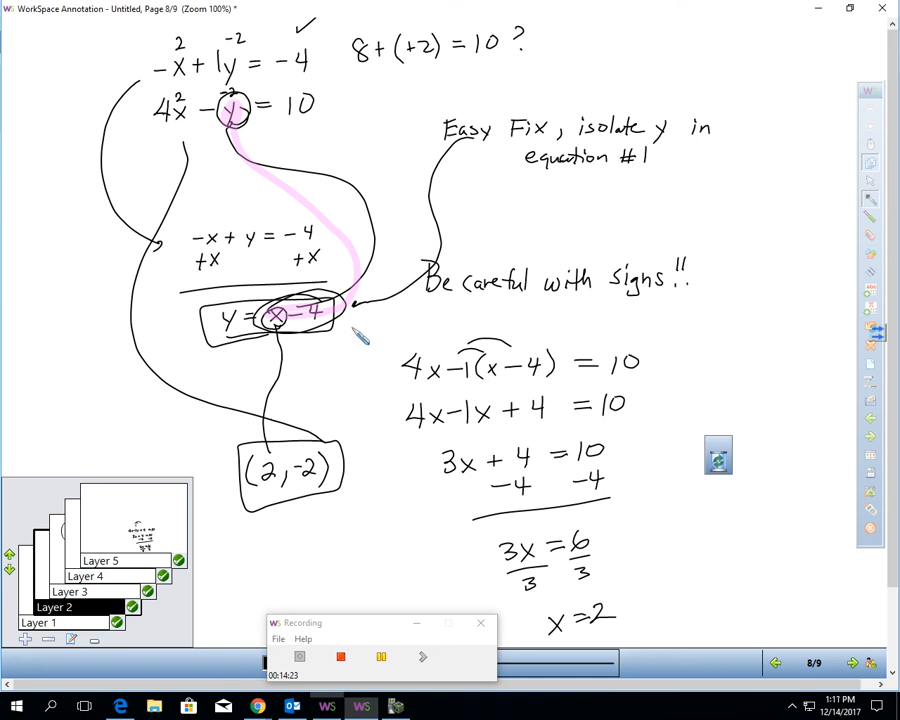 WorkSpace Annotation - Untitled, Page 8/9 (Zoom 100%) *
2 -2
-x + 1y = -4 ✓
8 + (+2) = 10 ?
2 -2
4x - y = 10
Easy Fix, isolate y in
equation #1
-x + y = -4
+x +x
Be careful with signs!!
y = x-4
4x -1(x - 4) = 10
4x -1x + 4 = 10
3x + 4 = 10
-4 -4
(2, -2)
3x = 6
3 3
x = 2
Layer 5
Layer 4
Layer 3
Layer 2
Layer 1
Recording
File Help
00:14:23
8/9
1:11 PM
12/14/2017